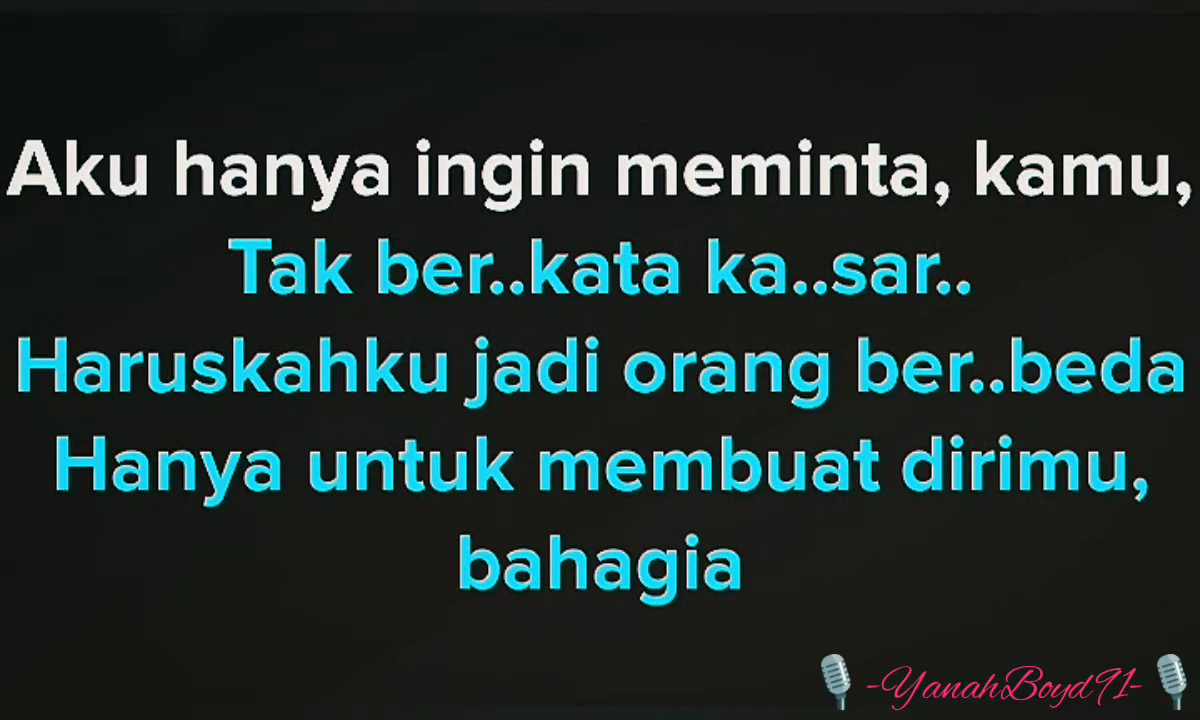 Aku hanya ingin meminta, kamu,
Tak ber..kata ka..sar..
Haruskahku jadi orang ber..beda
Hanya untuk membuat dirimu,
bahagia
-YanahBoyd91-